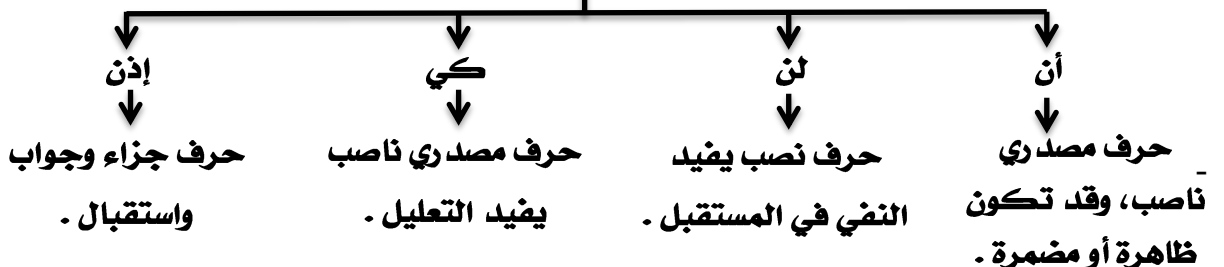 أن
لن
كي
إذن
حرف مصدري
ناصب، وقد تكون
ظاهرة أو مضمرة .
حرف نصب يفيد
النفي في المستقبل .
حرف مصدري ناصب
يفيد التعليل .
حرف جزاء وجواب
واستقبال .